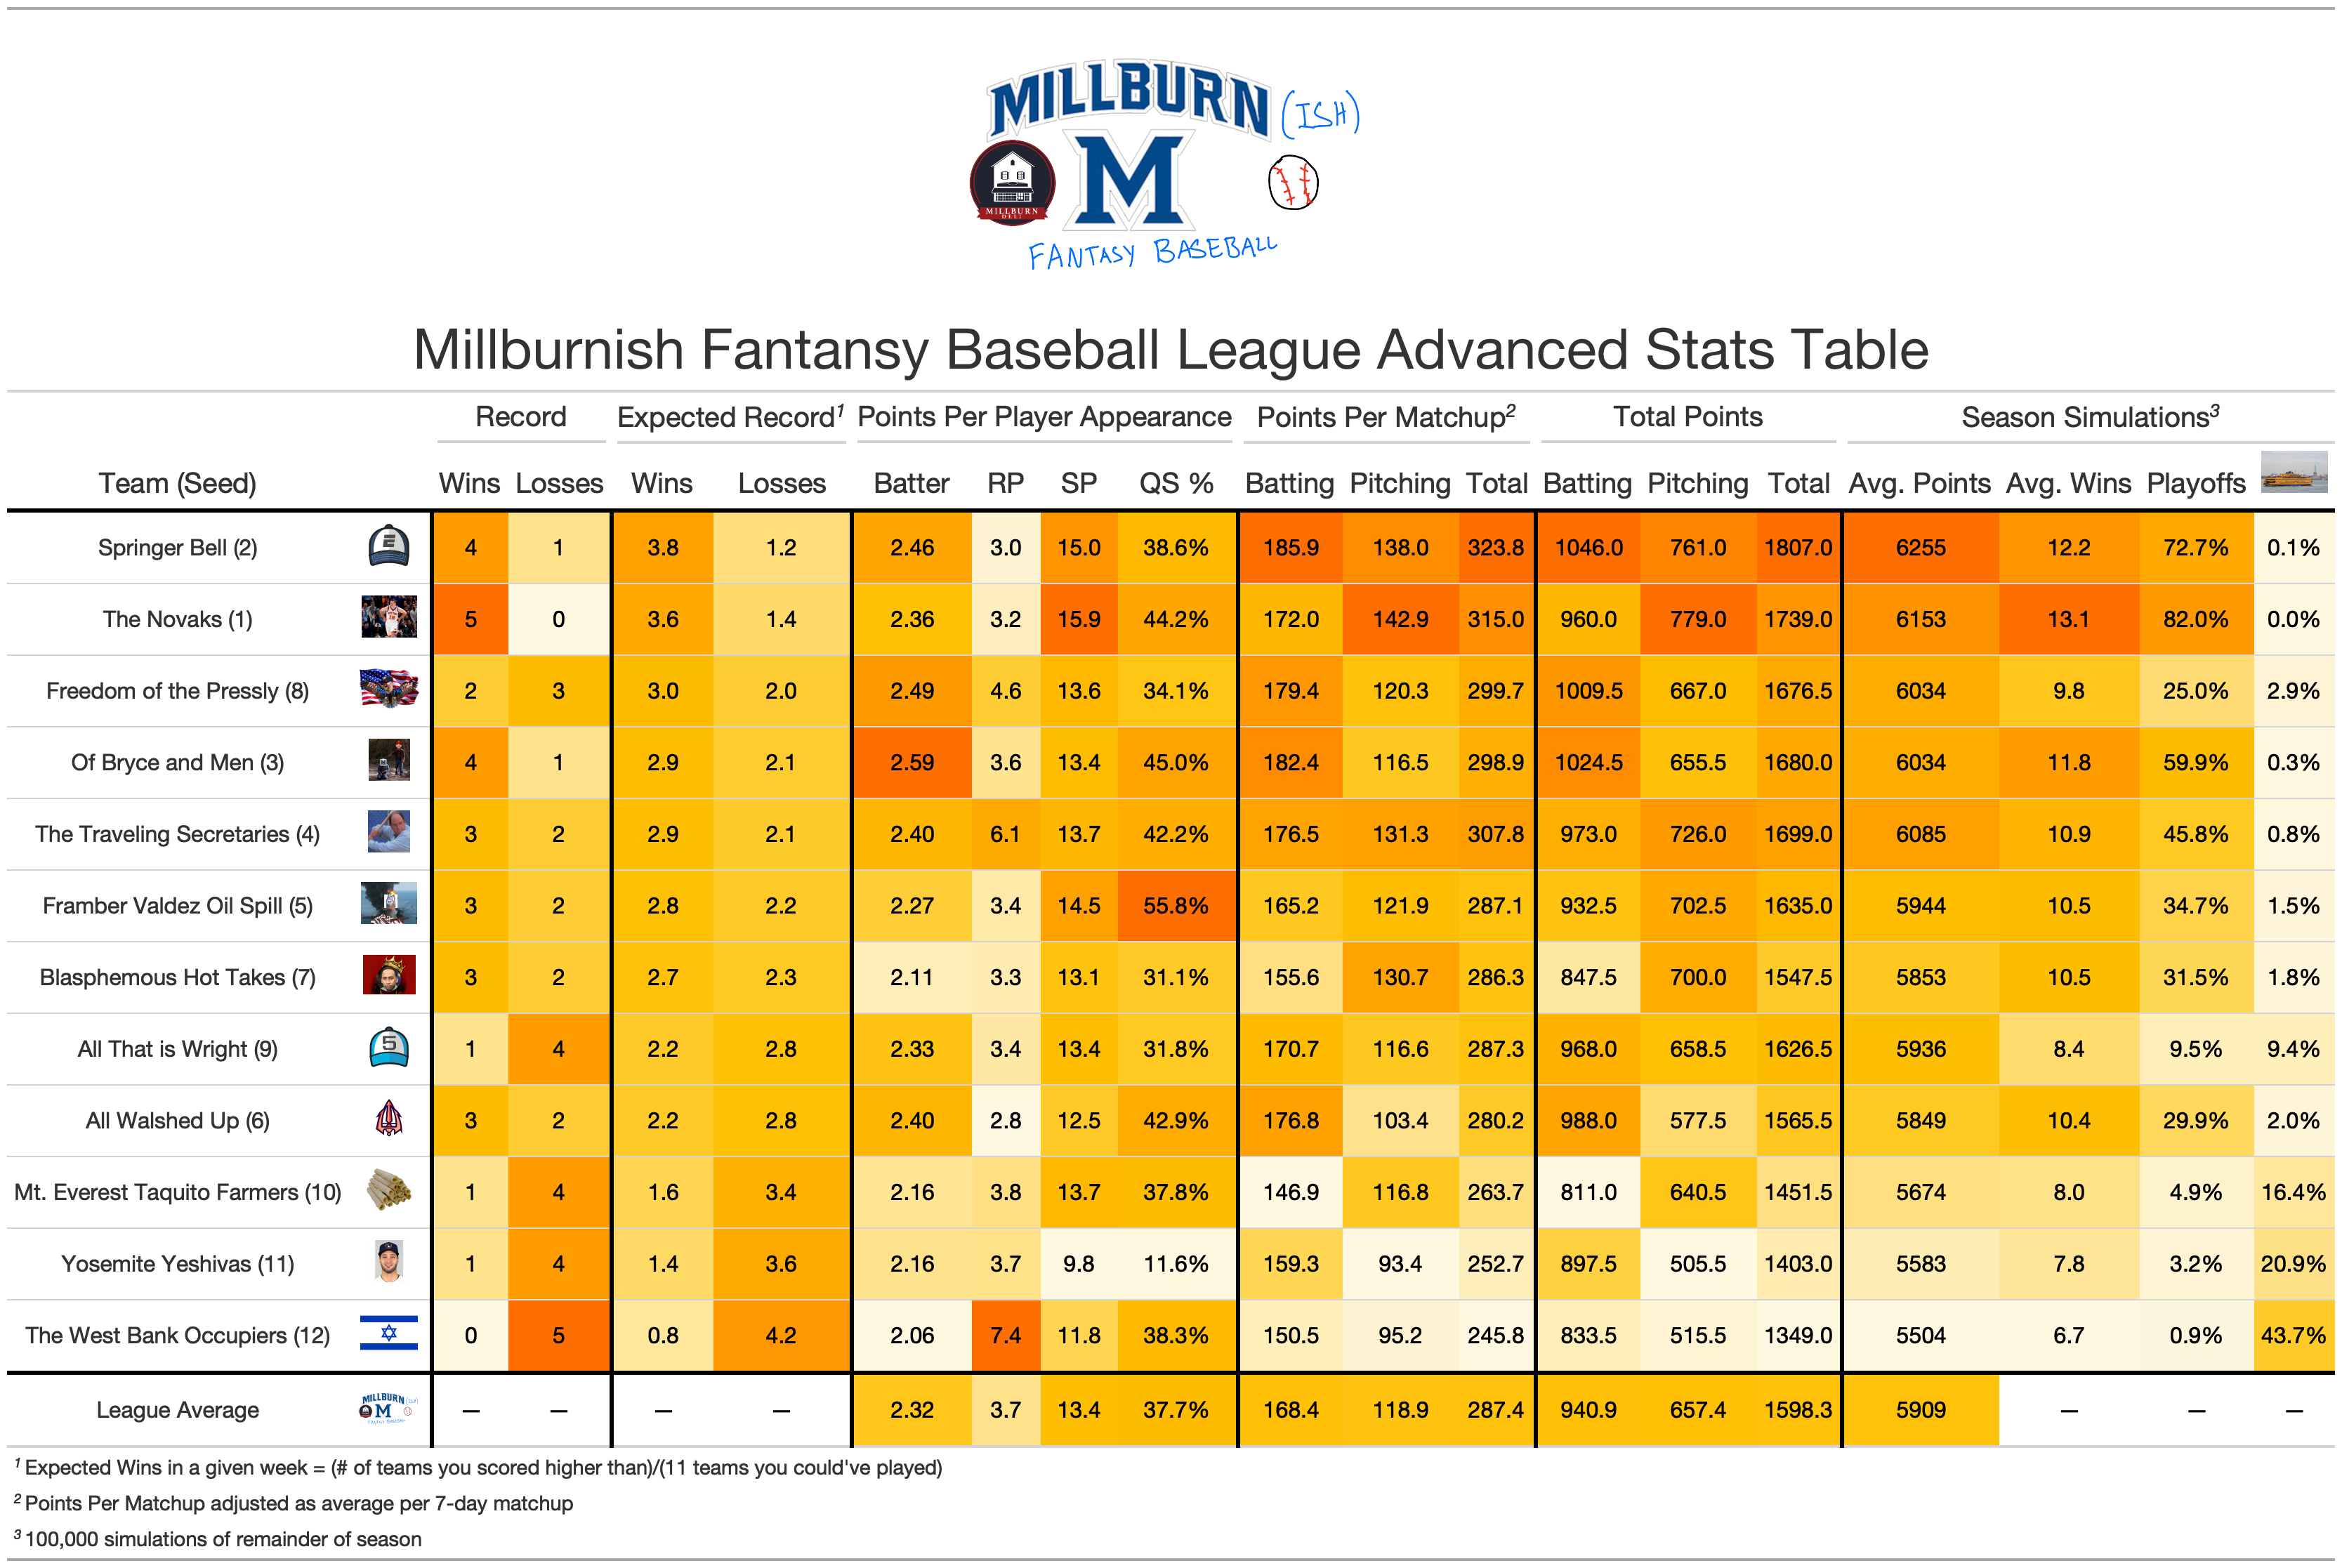 MILLBURN (ISH)
M
MILLBURN
DELI
FANTASY BASEBALL
Millburnish Fantansy Baseball League Advanced Stats Table
Record Expected Record1 Points Per Player Appearance Points Per Matchup2 Total Points Season Simulations3
Team (Seed) Wins Losses Wins Losses Batter RP SP QS % Batting Pitching Total Batting Pitching Total Avg. Points Avg. Wins Playoffs
Springer Bell (2) 2 4 1 3.8 1.2 2.46 3.0 15.0 38.6% 185.9 138.0 323.8 1046.0 761.0 1807.0 6255 12.2 72.7% 0.1%
The Novaks (1) 5 0 3.6 1.4 2.36 3.2 15.9 44.2% 172.0 142.9 315.0 960.0 779.0 1739.0 6153 13.1 82.0% 0.0%
Freedom of the Pressly (8) 2 3 3.0 2.0 2.49 4.6 13.6 34.1% 179.4 120.3 299.7 1009.5 667.0 1676.5 6034 9.8 25.0% 2.9%
Of Bryce and Men (3) 4 1 2.9 2.1 2.59 3.6 13.4 45.0% 182.4 116.5 298.9 1024.5 655.5 1680.0 6034 11.8 59.9% 0.3%
The Traveling Secretaries (4) 3 2 2.9 2.1 2.40 6.1 13.7 42.2% 176.5 131.3 307.8 973.0 726.0 1699.0 6085 10.9 45.8% 0.8%
Framber Valdez Oil Spill (5) 3 2 2.8 2.2 2.27 3.4 14.5 55.8% 165.2 121.9 287.1 932.5 702.5 1635.0 5944 10.5 34.7% 1.5%
Blasphemous Hot Takes (7) 3 2 2.7 2.3 2.11 3.3 13.1 31.1% 155.6 130.7 286.3 847.5 700.0 1547.5 5853 10.5 31.5% 1.8%
All That is Wright (9) 5 1 4 2.2 2.8 2.33 3.4 13.4 31.8% 170.7 116.6 287.3 968.0 658.5 1626.5 5936 8.4 9.5% 9.4%
All Walshed Up (6) 3 2 2.2 2.8 2.40 2.8 12.5 42.9% 176.8 103.4 280.2 988.0 577.5 1565.5 5849 10.4 29.9% 2.0%
Mt. Everest Taquito Farmers (10) 1 4 1.6 3.4 2.16 3.8 13.7 37.8% 146.9 116.8 263.7 811.0 640.5 1451.5 5674 8.0 4.9% 16.4%
Yosemite Yeshivas (11) 1 4 1.4 3.6 2.16 3.7 9.8 11.6% 159.3 93.4 252.7 897.5 505.5 1403.0 5583 7.8 3.2% 20.9%
The West Bank Occupiers (12) 0 5 0.8 4.2 2.06 7.4 11.8 38.3% 150.5 95.2 245.8 833.5 515.5 1349.0 5504 6.7 0.9% 43.7%
League Average MILLBURN (ISH) M FANTASY BASEBALL – – – – 2.32 3.7 13.4 37.7% 168.4 118.9 287.4 940.9 657.4 1598.3 5909 – – –
1 Expected Wins in a given week = (# of teams you scored higher than)/(11 teams you could've played)
2 Points Per Matchup adjusted as average per 7-day matchup
3 100,000 simulations of remainder of season